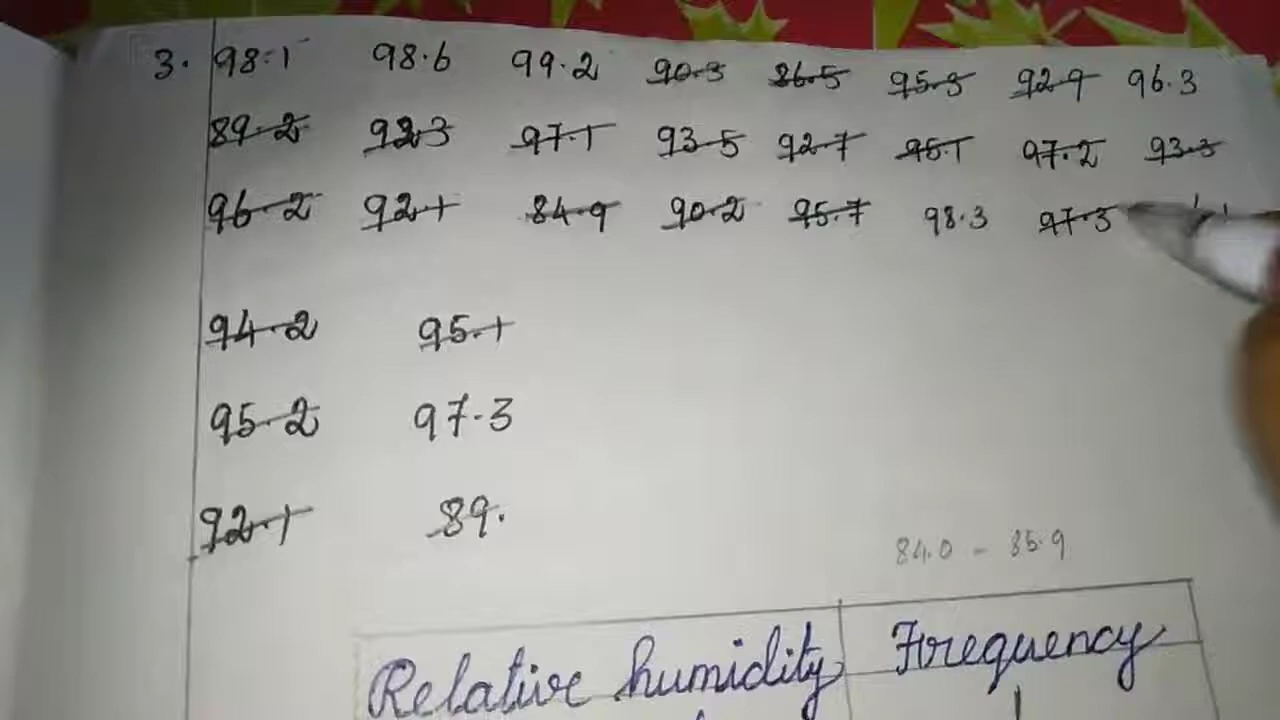 3. 98.1 98.6 99.2 90.3 86.5 95.3 92.9 96.3
89.2 92.3 97.1 93.5 92.7 95.1 97.2 93.3
96.2 92.1 84.9 90.2 95.7 98.3 97.3
94.2 95.1
95.2 97.3
92.1 89.
84.0 - 85.9
Relative humidity Frequency